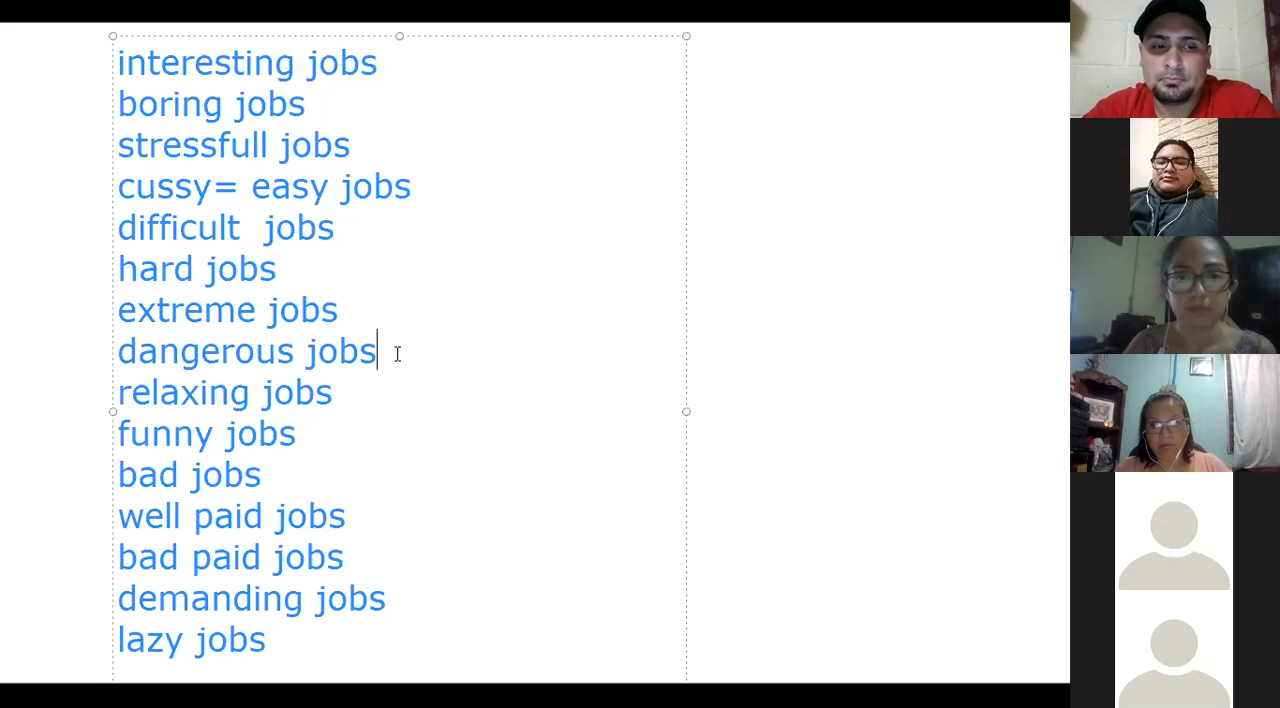 interesting jobs
boring jobs
stressfull jobs
cussy= easy jobs
difficult  jobs
hard jobs
extreme jobs
dangerous jobs
relaxing jobs
funny jobs
bad jobs
well paid jobs
bad paid jobs
demanding jobs
lazy jobs